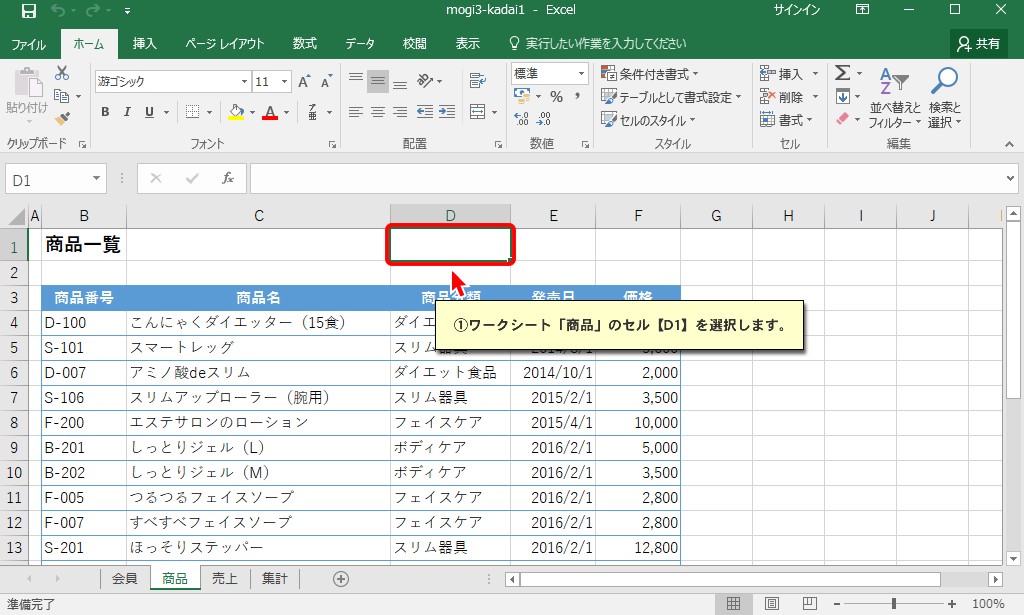 mogi3-kadai1 - Excel
サインイン
ファイル ホーム 挿入 ページ レイアウト 数式 データ 校閲 表示 実行したい作業を入力してください 共有
貼り付け
游ゴシック 11
B I U
標準
%
条件付き書式
テーブルとして書式設定
セルのスタイル
挿入
削除
書式
並べ替えと
フィルター
検索と
選択
クリップボード フォント 配置 数値 スタイル セル 編集
D1 fx
A B C D E F G H I J
1 商品一覧
2
3 商品番号 商品名
①ワークシート「商品」のセル【D1】を選択します。
4 D-100 こんにゃくダイエッター（15食） ダイエ
5 S-101 スマートレッグ スリム器具
6 D-007 アミノ酸deスリム ダイエット食品 2014/10/1 2,000
7 S-106 スリムアップローラー（腕用） スリム器具 2015/2/1 3,500
8 F-200 エステサロンのローション フェイスケア 2015/4/1 10,000
9 B-201 しっとりジェル（L） ボディケア 2016/2/1 5,000
10 B-202 しっとりジェル（M） ボディケア 2016/2/1 3,500
11 F-005 つるつるフェイスソープ フェイスケア 2016/2/1 2,800
12 F-007 すべすべフェイスソープ フェイスケア 2016/2/1 2,800
13 S-201 ほっそりステッパー スリム器具 2016/2/1 12,800
会員 商品 売上 集計
準備完了 100%